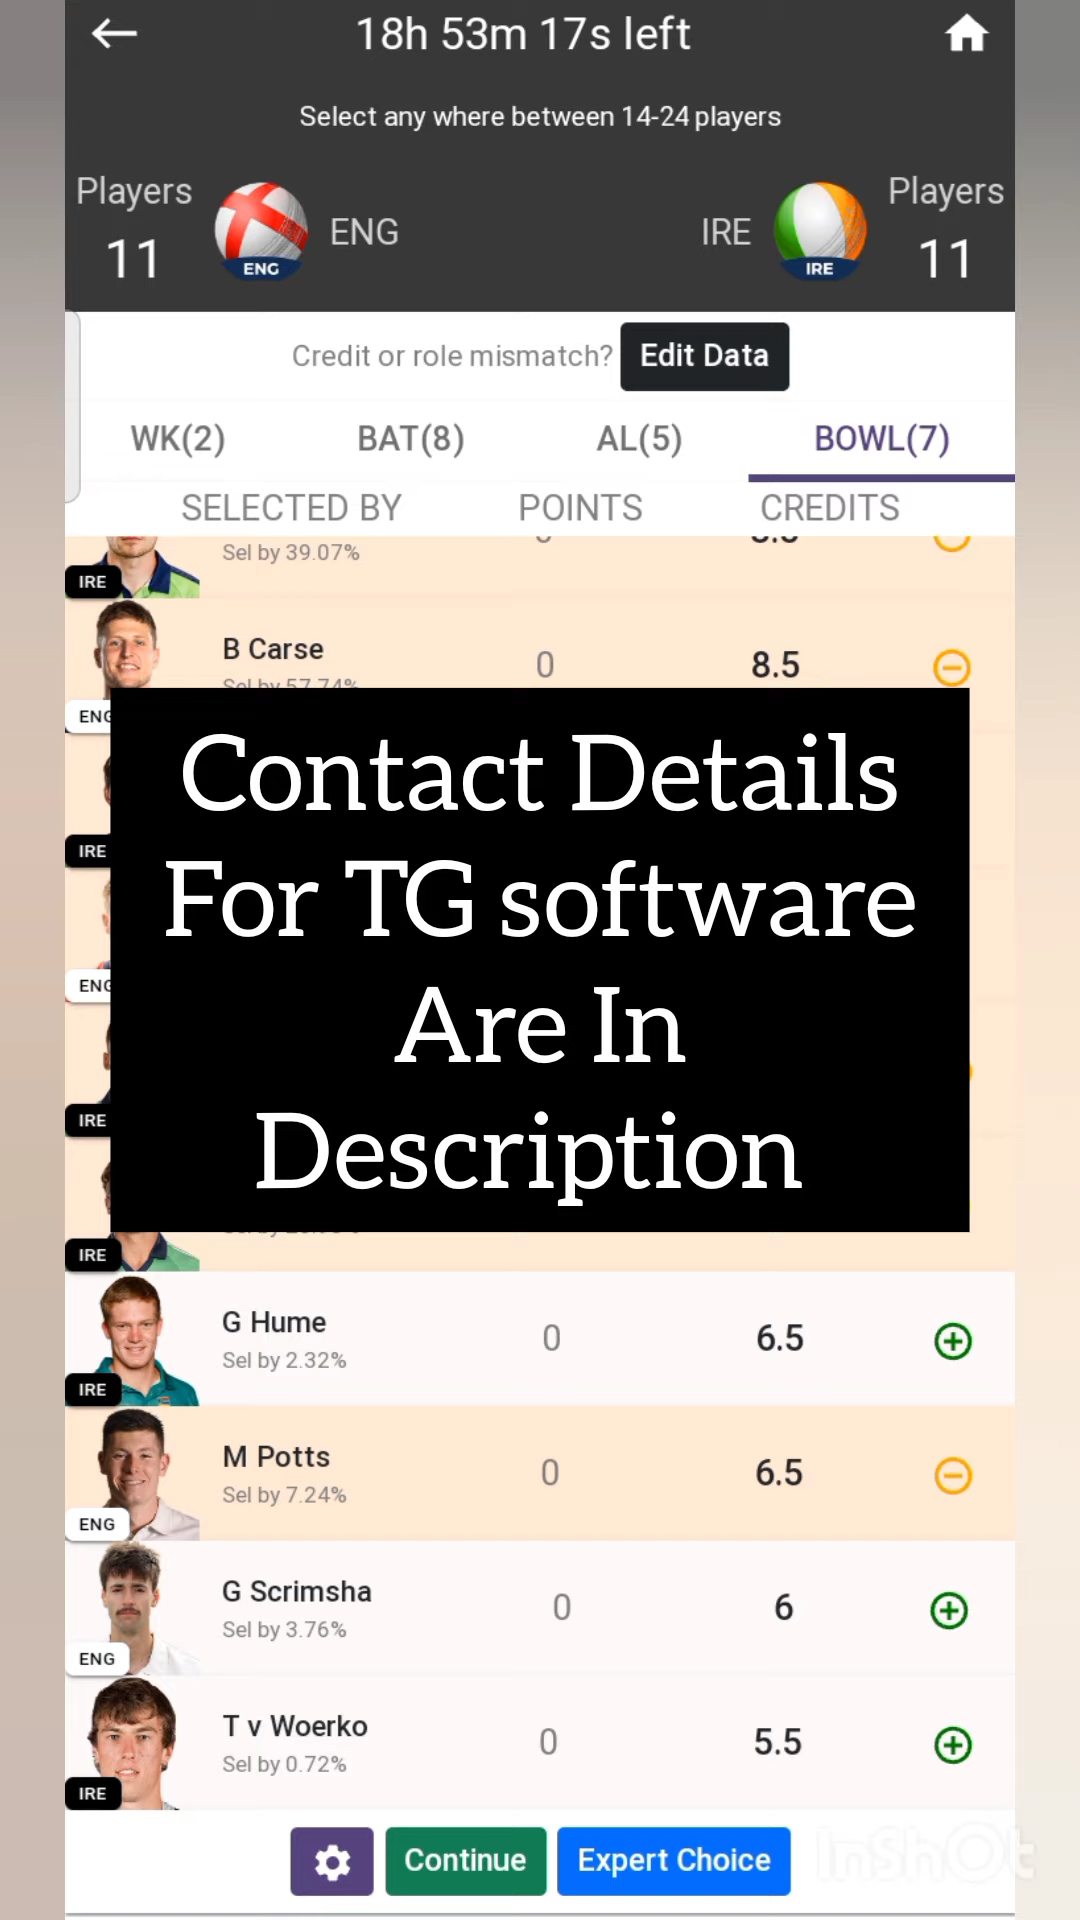 18h 53m 17s left
Select any where between 14-24 players
Players
11
ENG
ENG
IRE
IRE
Players
11
Credit or role mismatch? Edit Data
WK(2) BAT(8) AL(5) BOWL(7)
SELECTED BY POINTS CREDITS
Sel by 39.07%
IRE
B Carse 0 8.5
Sel by 57.74%
ENG
Contact Details
For TG software
Are In
Description
IRE
ENG
IRE
IRE
G Hume 0 6.5
Sel by 2.32%
IRE
M Potts 0 6.5
Sel by 7.24%
ENG
G Scrimsha 0 6
Sel by 3.76%
ENG
T v Woerko 0 5.5
Sel by 0.72%
IRE
Continue Expert Choice
InShOt